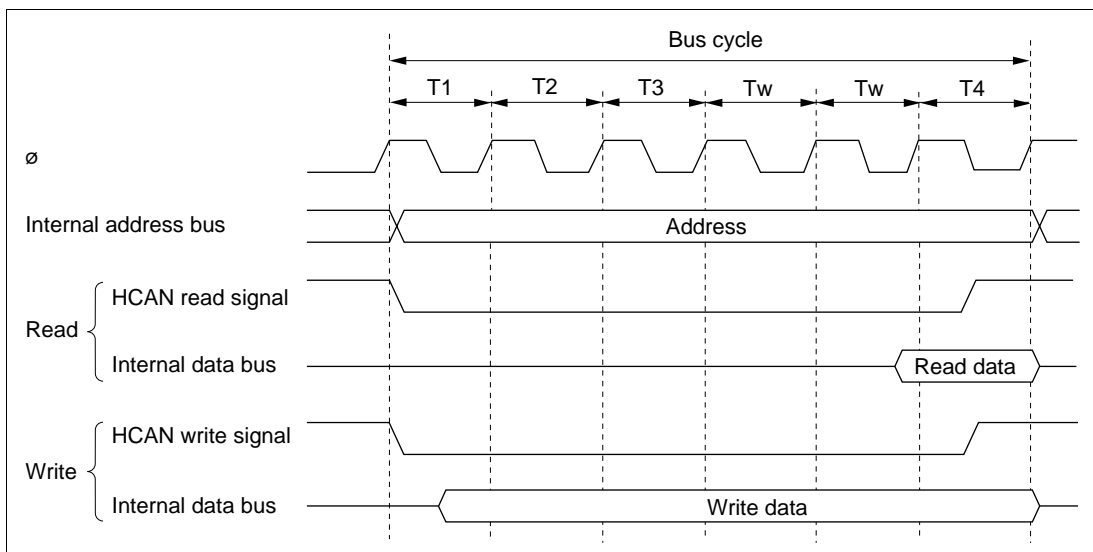 Bus cycle
T1 T2 T3 Tw Tw T4
ø
Internal address bus Address
HCAN read signal
Read
Internal data bus Read data
HCAN write signal
Write
Internal data bus Write data